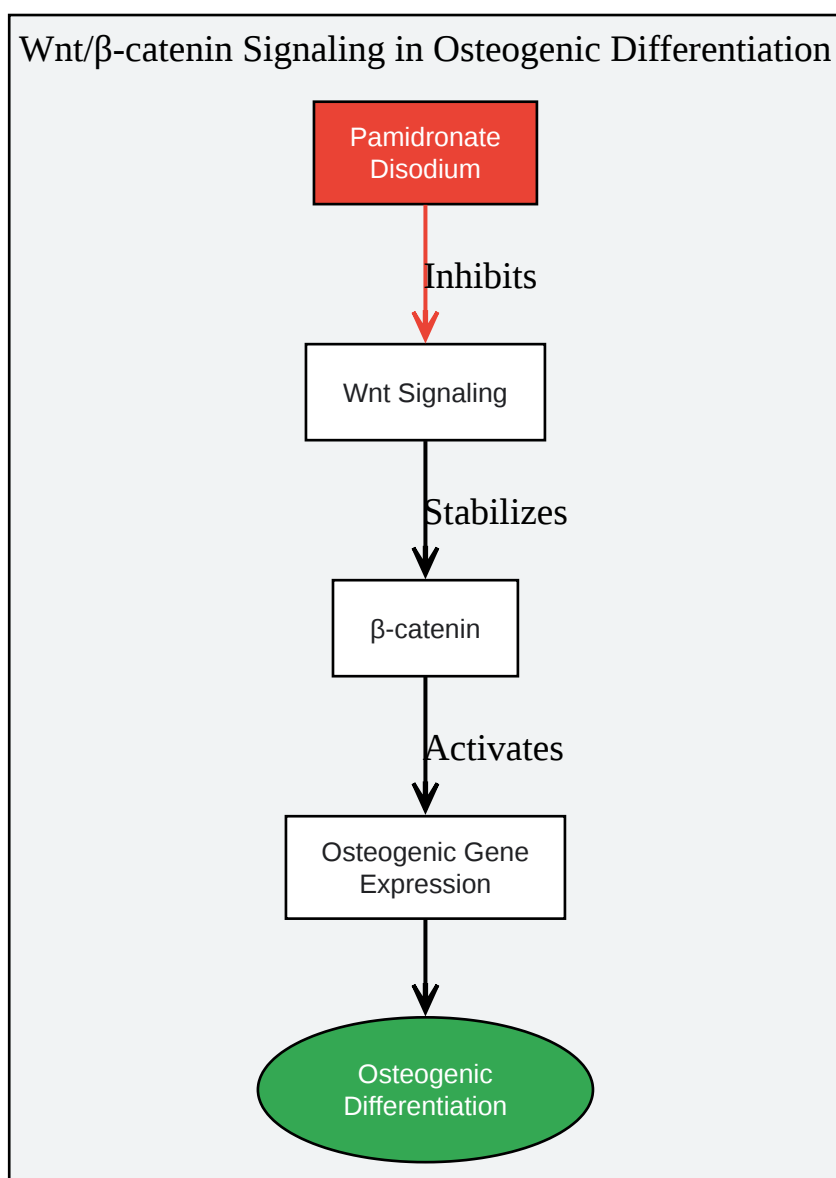 Wnt/β-catenin Signaling in Osteogenic Differentiation
Pamidronate
Disodium
Inhibits
Wnt Signaling
Stabilizes
β-catenin
Activates
Osteogenic Gene
Expression
Osteogenic
Differentiation